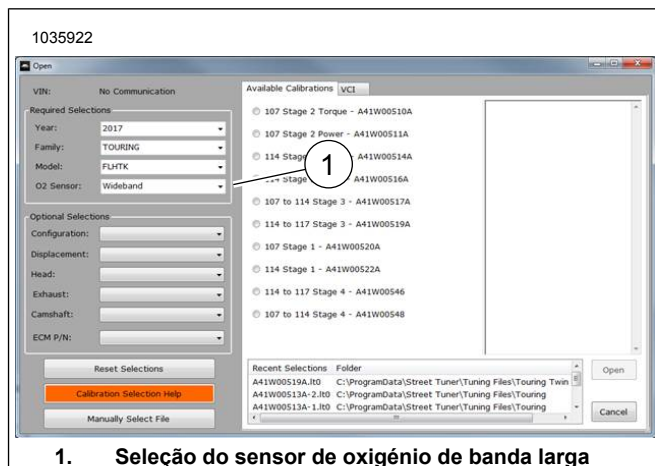 1035922
Open
VIN: No Communication
Required Selections
Year: 2017
Family: TOURING
Model: FLHTK
O2 Sensor: Wideband
Optional Selections
Configuration:
Displacement:
Head:
Exhaust:
Camshaft:
ECM P/N:
Reset Selections
Calibration Selection Help
Manually Select File
Available Calibrations VCI
107 Stage 2 Torque - A41W00510A
107 Stage 2 Power - A41W00511A
114 Stage A41W00514A
1
Stage A41W00516A
107 to 114 Stage 3 - A41W00517A
114 to 117 Stage 3 - A41W00519A
107 Stage 1 - A41W00520A
114 Stage 1 - A41W00522A
114 to 117 Stage 4 - A41W00546
107 to 114 Stage 4 - A41W00548
Recent Selections Folder
A41W00519A.lt0 C:\ProgramData\Street Tuner\Tuning Files\Touring Twin
A41W00513A-2.lt0 C:\ProgramData\Street Tuner\Tuning Files\Touring
A41W00513A-1.lt0 C:\ProgramData\Street Tuner\Tuning Files\Touring
Open
Cancel
1. Seleção do sensor de oxigénio de banda larga